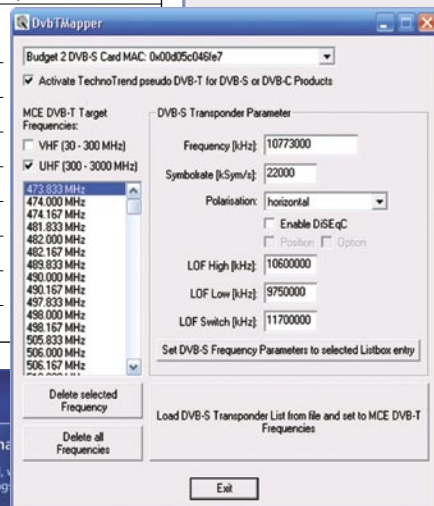 DvbTMapper
Budget 2 DVB-S Card MAC: 0x00d05c046fe7
Activate TechnoTrend pseudo DVB-T for DVB-S or DVB-C Products
MCE DVB-T Target
Frequencies:
VHF (30 - 300 MHz)
UHF (300 - 3000 MHz)
473.833 MHz
474.000 MHz
474.167 MHz
481.833 MHz
482.000 MHz
482.167 MHz
489.833 MHz
490.000 MHz
490.167 MHz
497.833 MHz
498.000 MHz
498.167 MHz
505.833 MHz
506.000 MHz
506.167 MHz
DVB-S Transponder Parameter
Frequency [kHz]: 10773000
Symbolrate [kSym/s]: 22000
Polarisation: horizontal
Enable DiSEqC
Position Option
LOF High [kHz]: 10600000
LOF Low [kHz]: 9750000
LOF Switch [kHz]: 11700000
Set DVB-S Frequency Parameters to selected Listbox entry
Delete selected
Frequency
Delete all
Frequencies
Load DVB-S Transponder List from file and set to MCE DVB-T
Frequencies
Exit